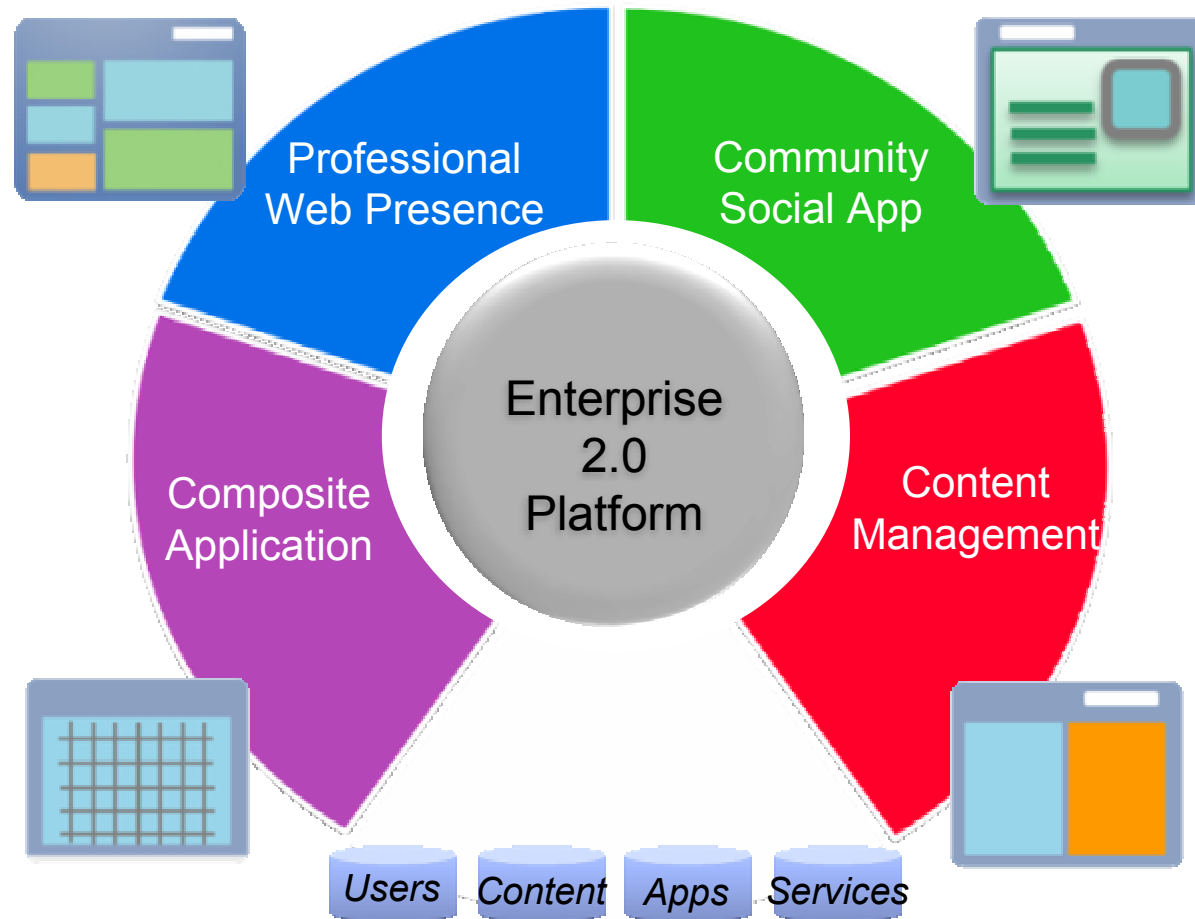 Professional
Web Presence
Community
Social App
Enterprise
2.0
Platform
Composite
Application
Content
Management
Users
Content
Apps
Services